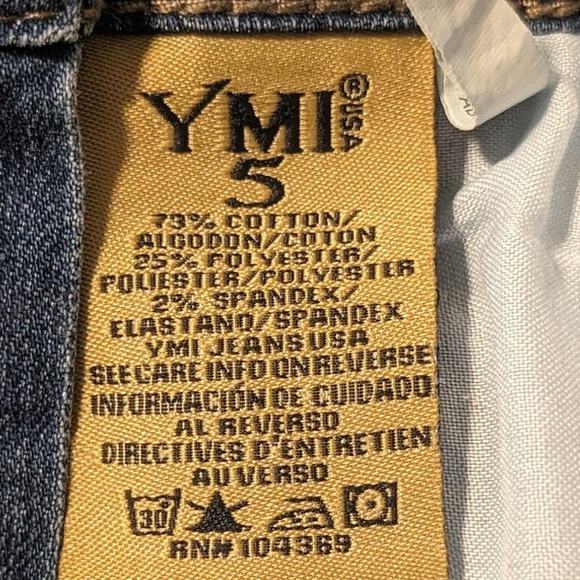 YMI® USA
5
73% COTTON/
ALGODON/COTON
25% POLYESTER/
POLIESTER/POLYESTER
2% SPANDEX/
ELASTANO/SPANDEX
YMI JEANS USA
SEE CARE INFO ON REVERSE
INFORMACIÓN DE CUIDADO
AL REVERSO
DIRECTIVES D'ENTRETIEN
AU VERSO
30°
RN# 104369